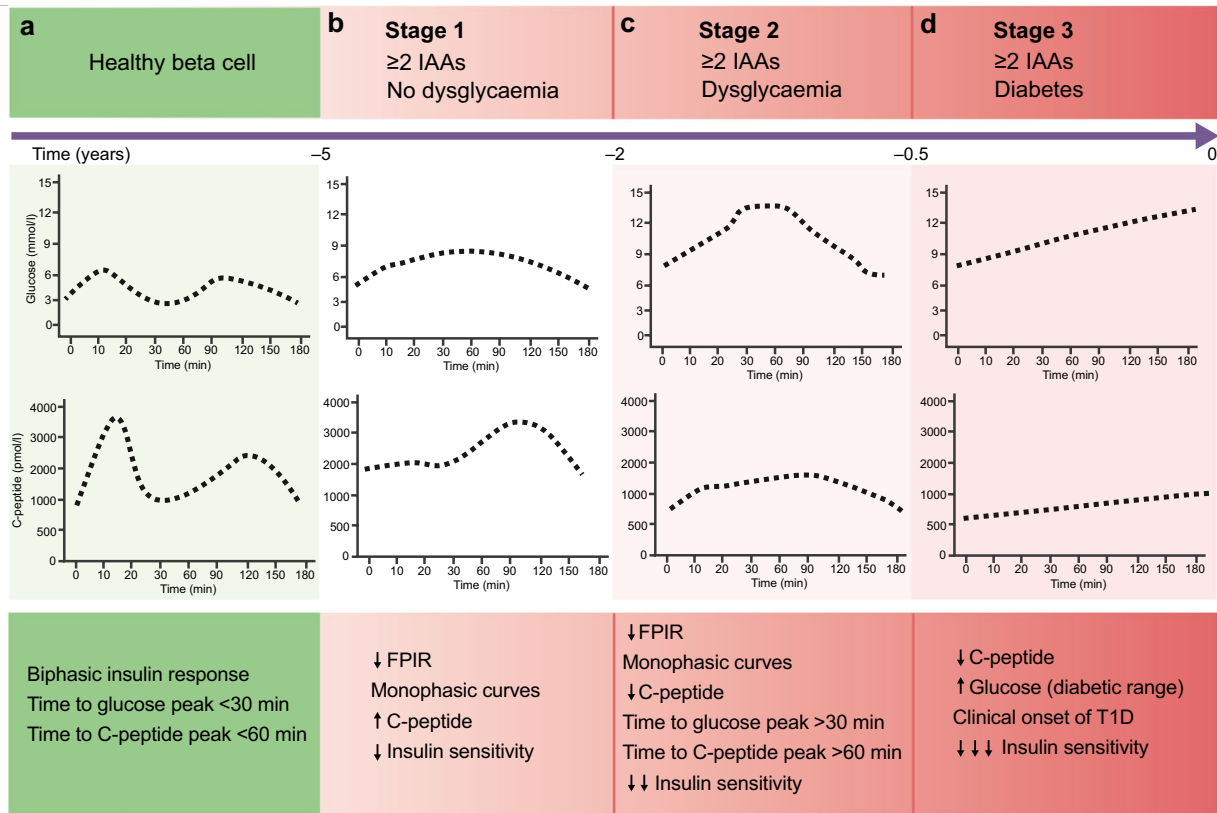 a
Healthy beta cell
b
Stage 1
≥2 IAAs
No dysglycaemia
c
Stage 2
≥2 IAAs
Dysglycaemia
d
Stage 3
≥2 IAAs
Diabetes
Time (years)
–5
–2
–0.5
0
Glucose (mmol/l)
15
12
9
6
3
0
0 10 20 30 60 90 120 150 180
Time (min)
15
12
9
6
3
0
0 10 20 30 60 90 120 150 180
Time (min)
15
12
9
6
3
0
0 10 20 30 60 90 120 150 180
Time (min)
15
12
9
6
3
0
0 10 20 30 60 90 120 150 180
Time (min)
C-peptide (pmol/l)
4000
3000
2000
1000
500
0
0 10 20 30 60 90 120 150 180
Time (min)
4000
3000
2000
1000
500
0
0 10 20 30 60 90 120 150 180
Time (min)
4000
3000
2000
1000
500
0
0 10 20 30 60 90 120 150 180
Time (min)
4000
3000
2000
1000
500
0
0 10 20 30 60 90 120 150 180
Time (min)
Biphasic insulin response
Time to glucose peak <30 min
Time to C-peptide peak <60 min
↓ FPIR
Monophasic curves
↑ C-peptide
↓ Insulin sensitivity
↓ FPIR
Monophasic curves
↓ C-peptide
Time to glucose peak >30 min
Time to C-peptide peak >60 min
↓↓ Insulin sensitivity
↓ C-peptide
↑ Glucose (diabetic range)
Clinical onset of T1D
↓↓↓ Insulin sensitivity